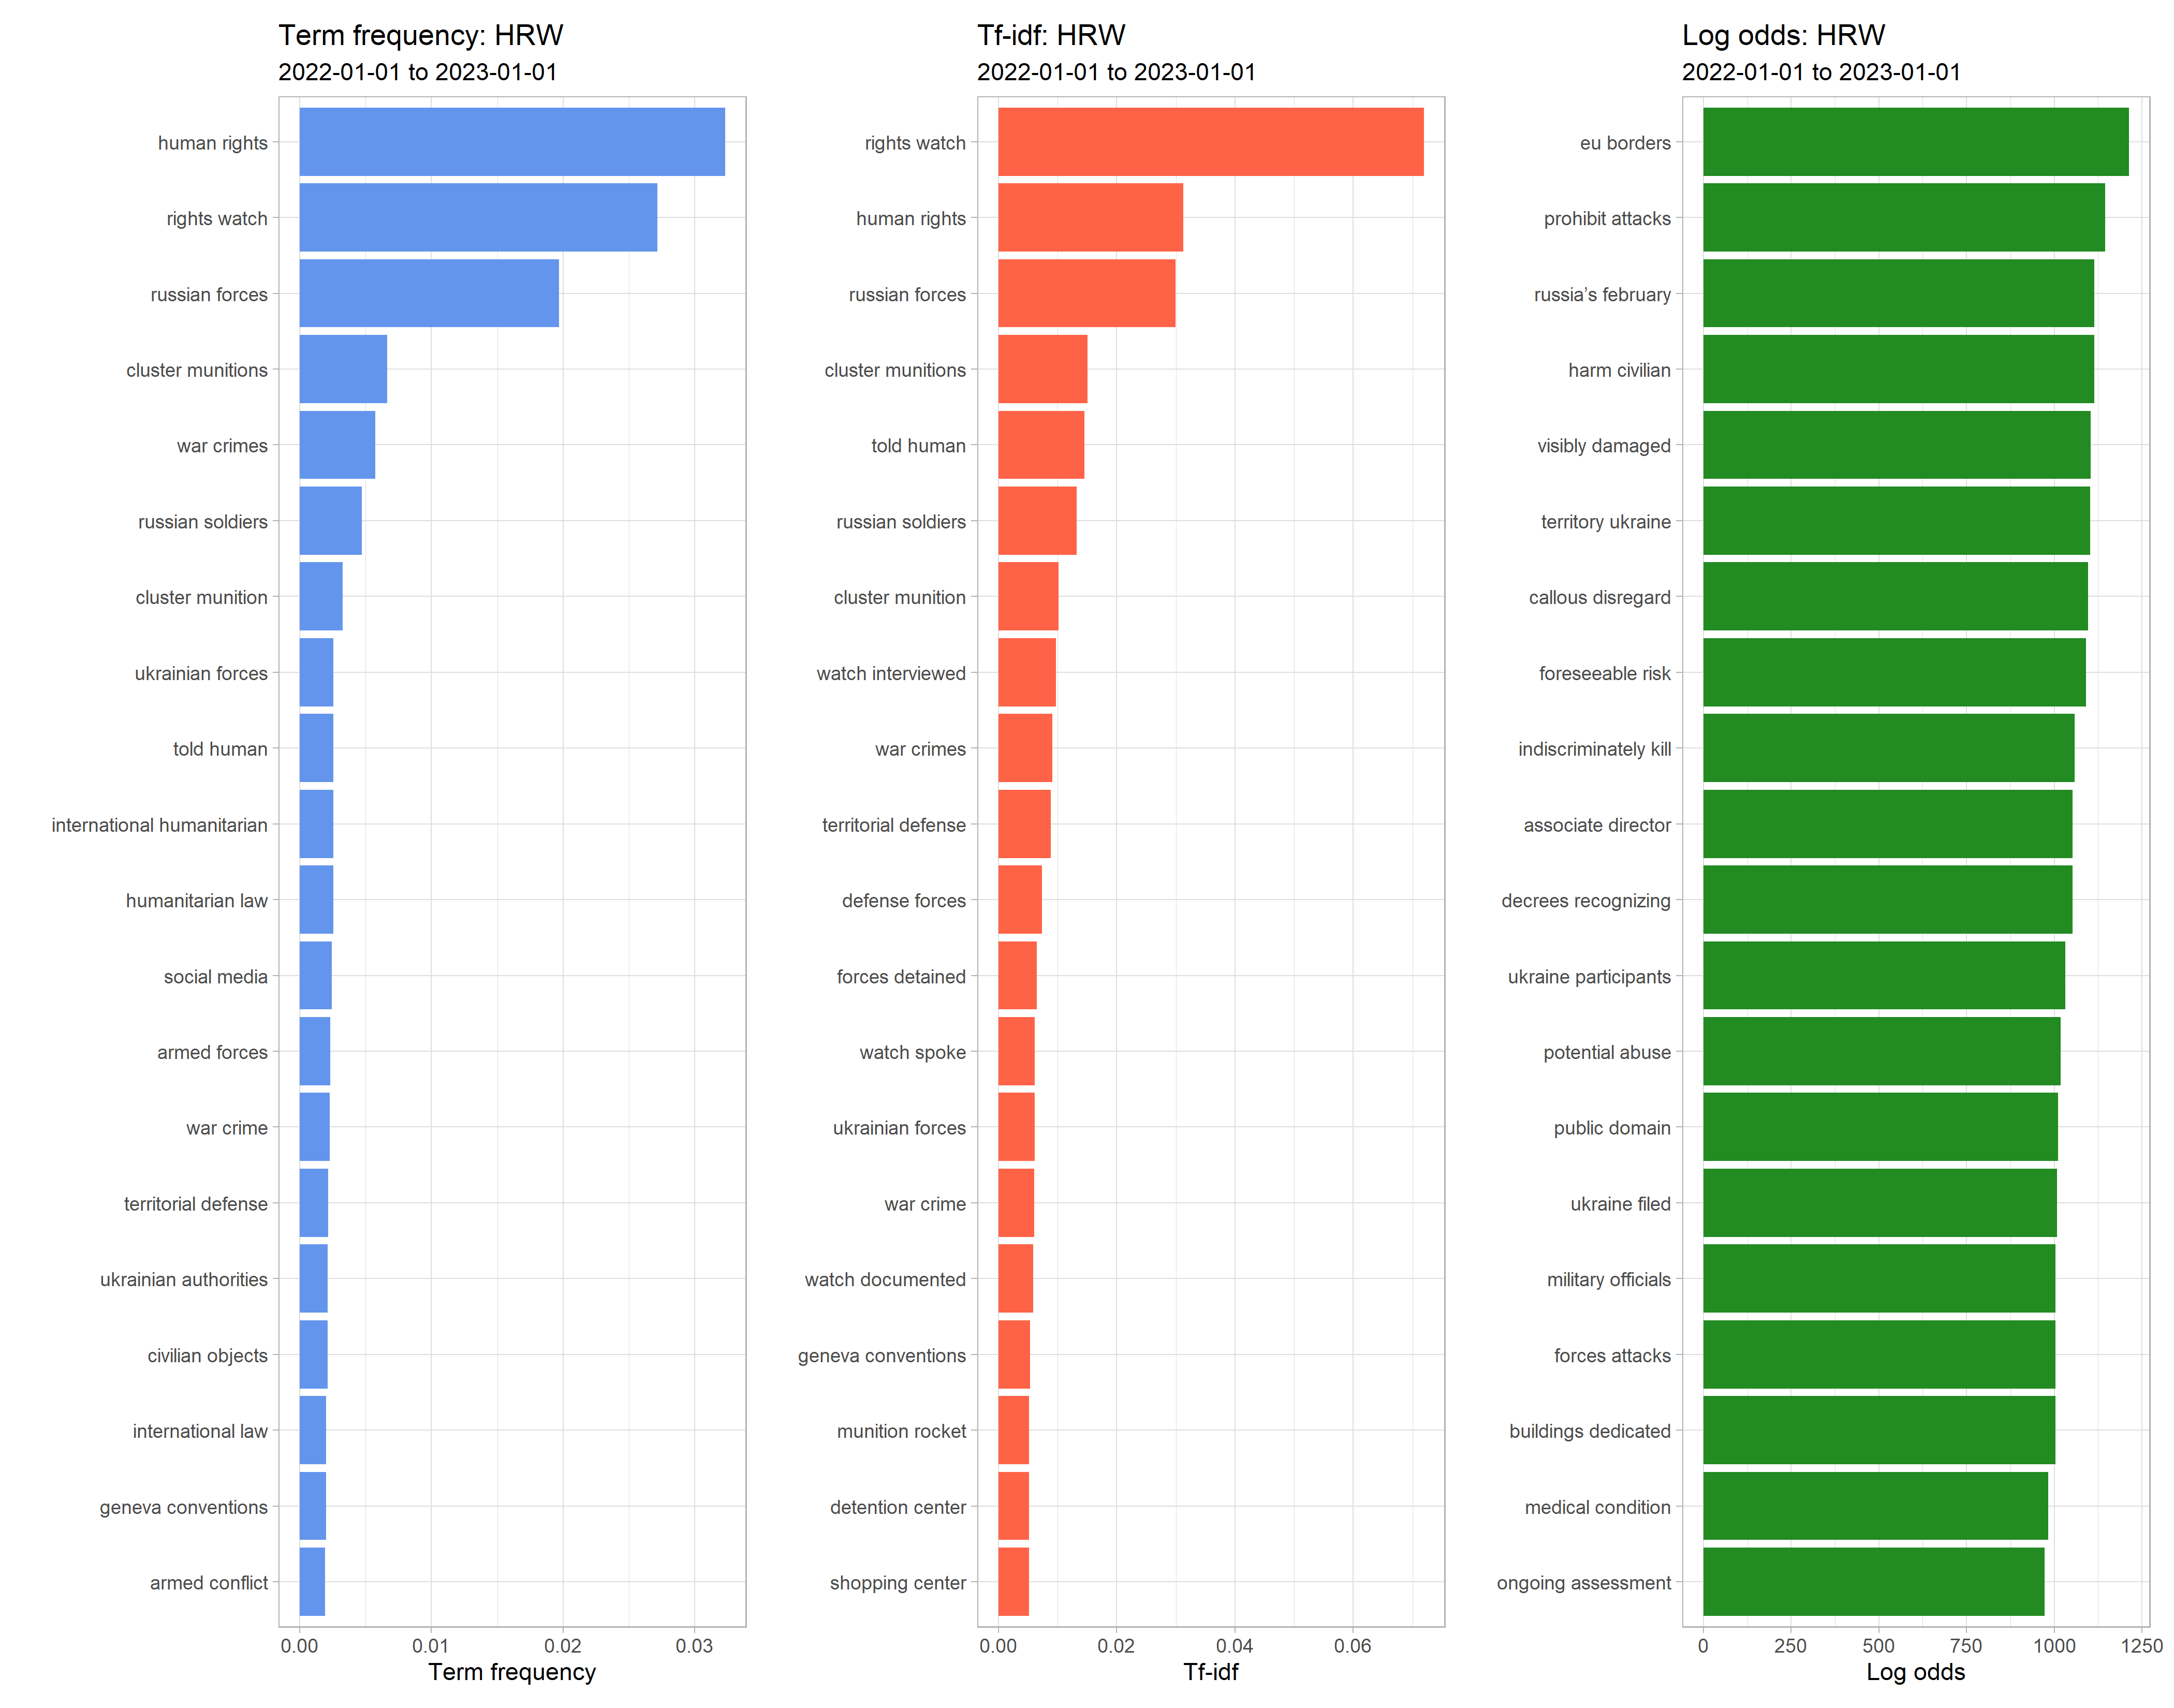 Term frequency: HRW
2022-01-01 to 2023-01-01
human rights
rights watch
russian forces
cluster munitions
war crimes
russian soldiers
cluster munition
ukrainian forces
told human
international humanitarian
humanitarian law
social media
armed forces
war crime
territorial defense
ukrainian authorities
civilian objects
international law
geneva conventions
armed conflict
0.00 0.01 0.02 0.03
Term frequency
Tf-idf: HRW
2022-01-01 to 2023-01-01
rights watch
human rights
russian forces
cluster munitions
told human
russian soldiers
cluster munition
watch interviewed
war crimes
territorial defense
defense forces
forces detained
watch spoke
ukrainian forces
war crime
watch documented
geneva conventions
munition rocket
detention center
shopping center
0.00 0.02 0.04 0.06
Tf-idf
Log odds: HRW
2022-01-01 to 2023-01-01
eu borders
prohibit attacks
russia’s february
harm civilian
visibly damaged
territory ukraine
callous disregard
foreseeable risk
indiscriminately kill
associate director
decrees recognizing
ukraine participants
potential abuse
public domain
ukraine filed
military officials
forces attacks
buildings dedicated
medical condition
ongoing assessment
0 250 500 750 1000 1250
Log odds